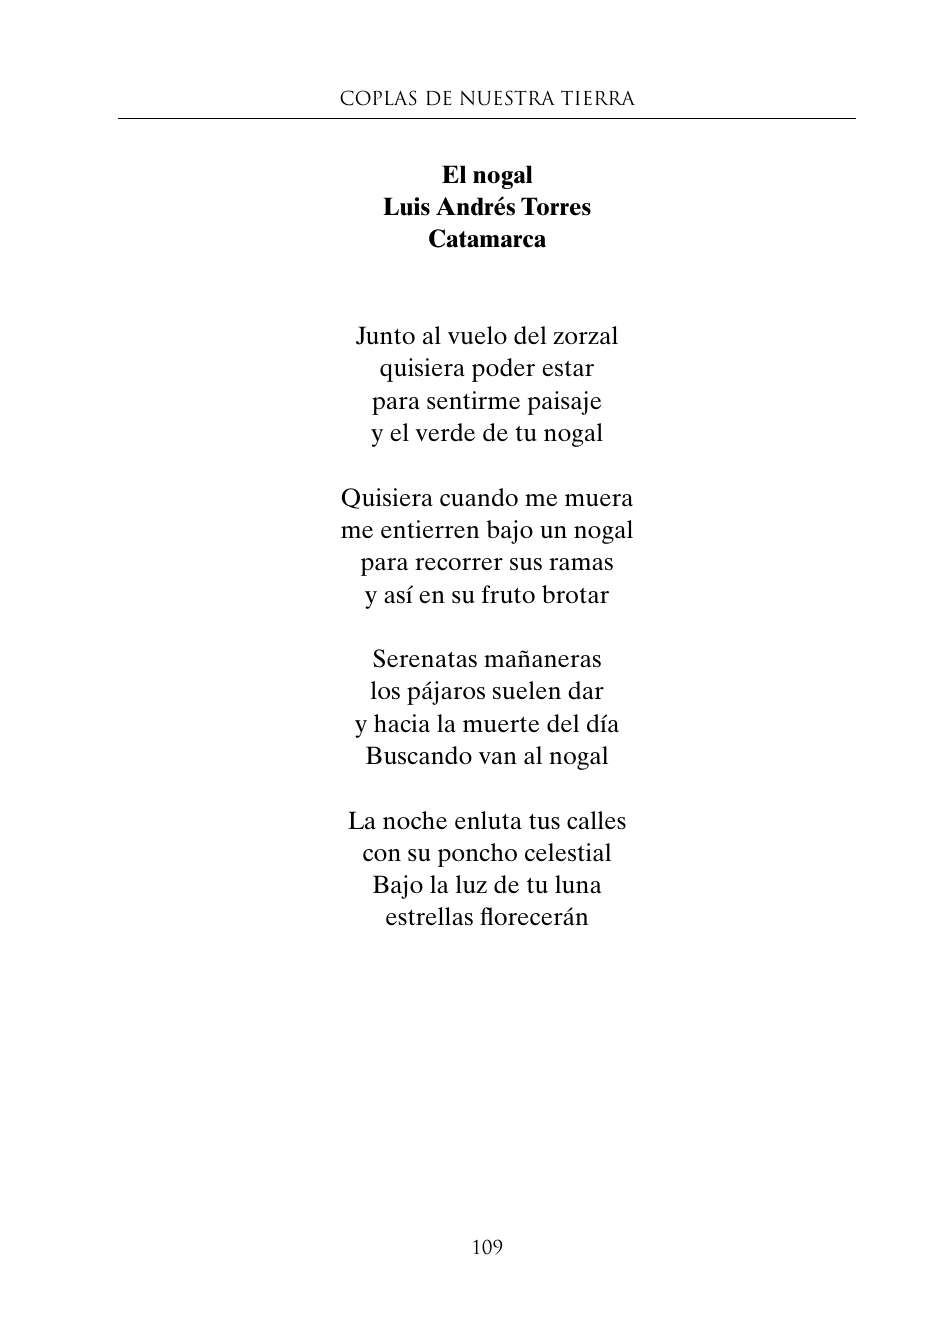 COPLAS DE NUESTRA TIERRA
El nogal
Luis Andrés Torres
Catamarca
Junto al vuelo del zorzal
quisiera poder estar
para sentirme paisaje
y el verde de tu nogal
Quisiera cuando me muera
me entierren bajo un nogal
para recorrer sus ramas
y así en su fruto brotar
Serenatas mañaneras
los pájaros suelen dar
y hacia la muerte del día
Buscando van al nogal
La noche enluta tus calles
con su poncho celestial
Bajo la luz de tu luna
estrellas florecerán
109